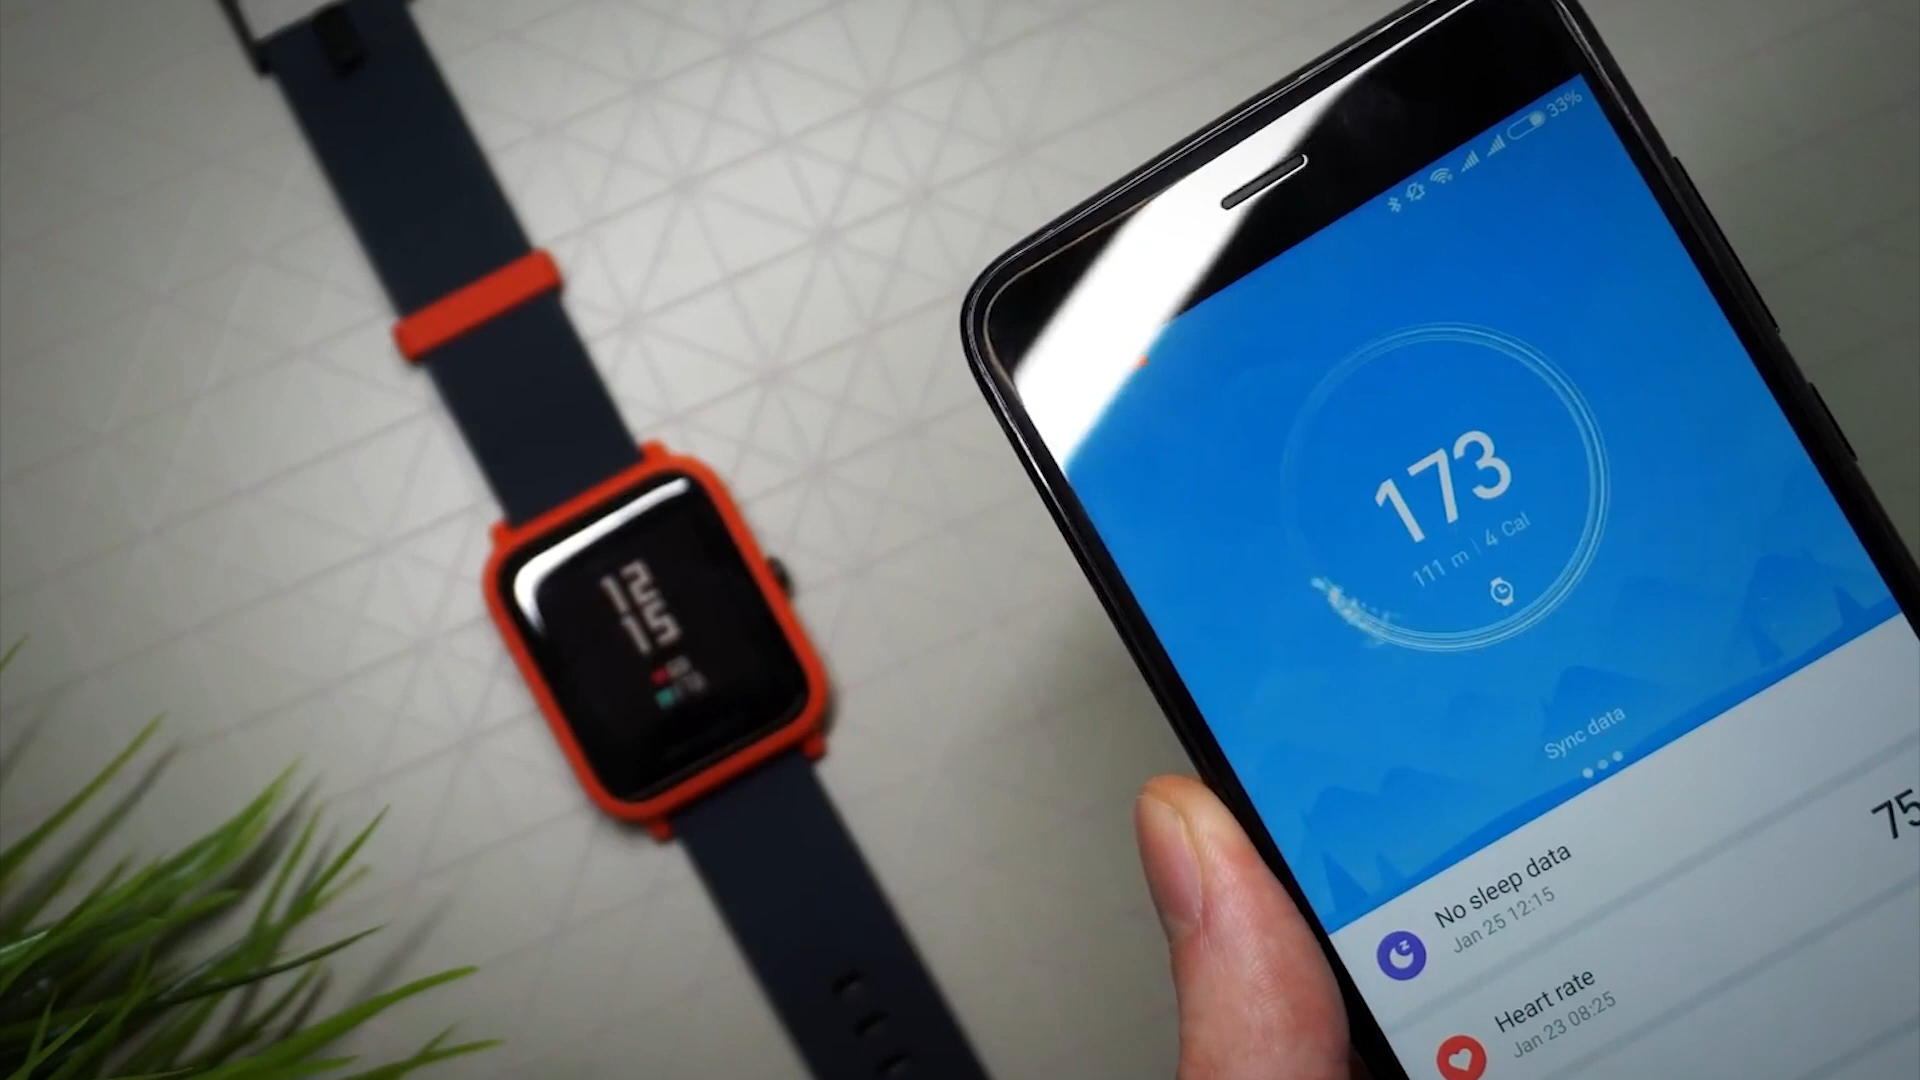 33%
173
111 m | 4 Cal
Sync data
No sleep data
Jan 25 12:15
75
Heart rate
Jan 23 08:25
12
15